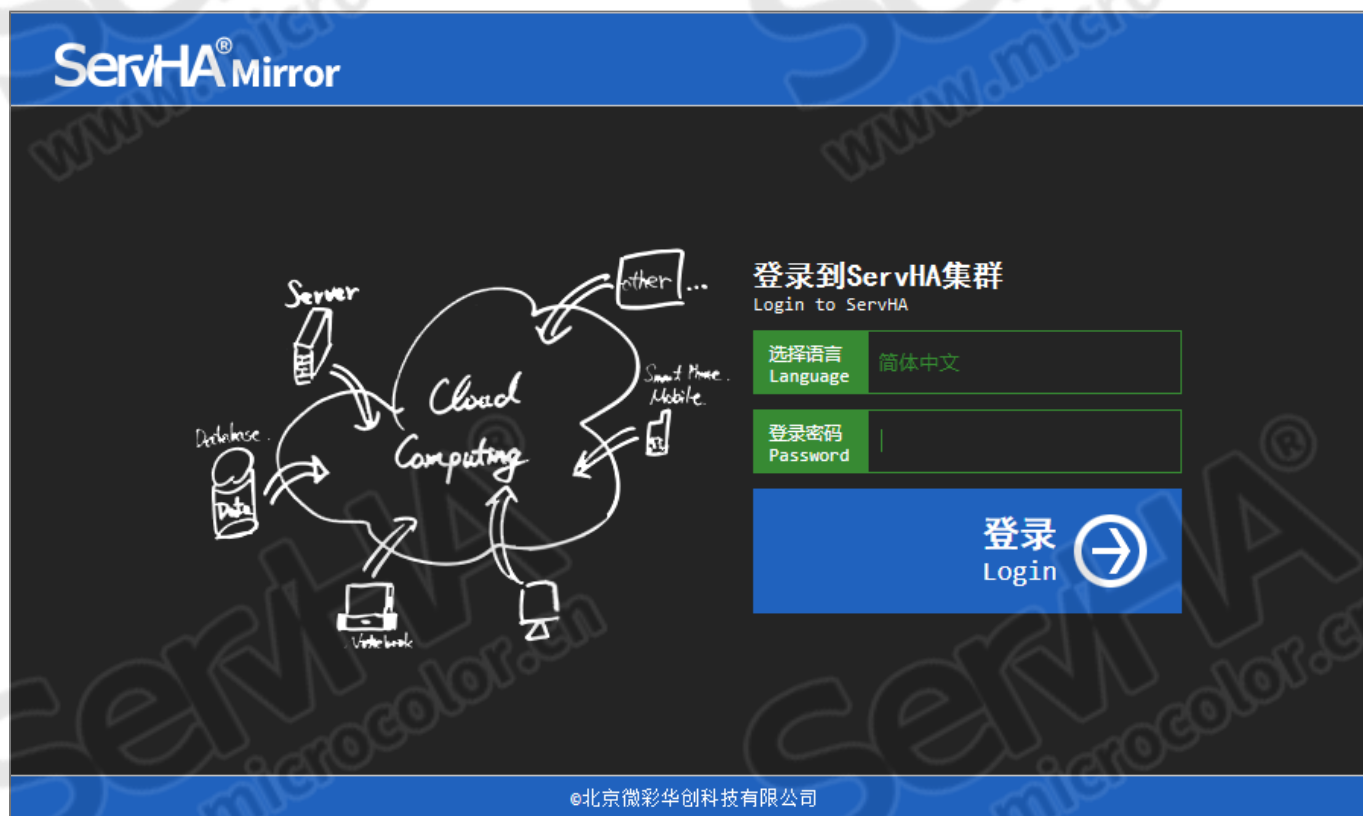 ServHA® Mirror
登录到ServHA集群
Login to ServHA
选择语言
Language
简体中文
登录密码
Password
登录
Login
Server
other ...
Cloud
Computing
Smart Phone.
Mobile.
Database.
Data
Notebook
©北京微彩华创科技有限公司
ServHA®
www.microcolor.cn